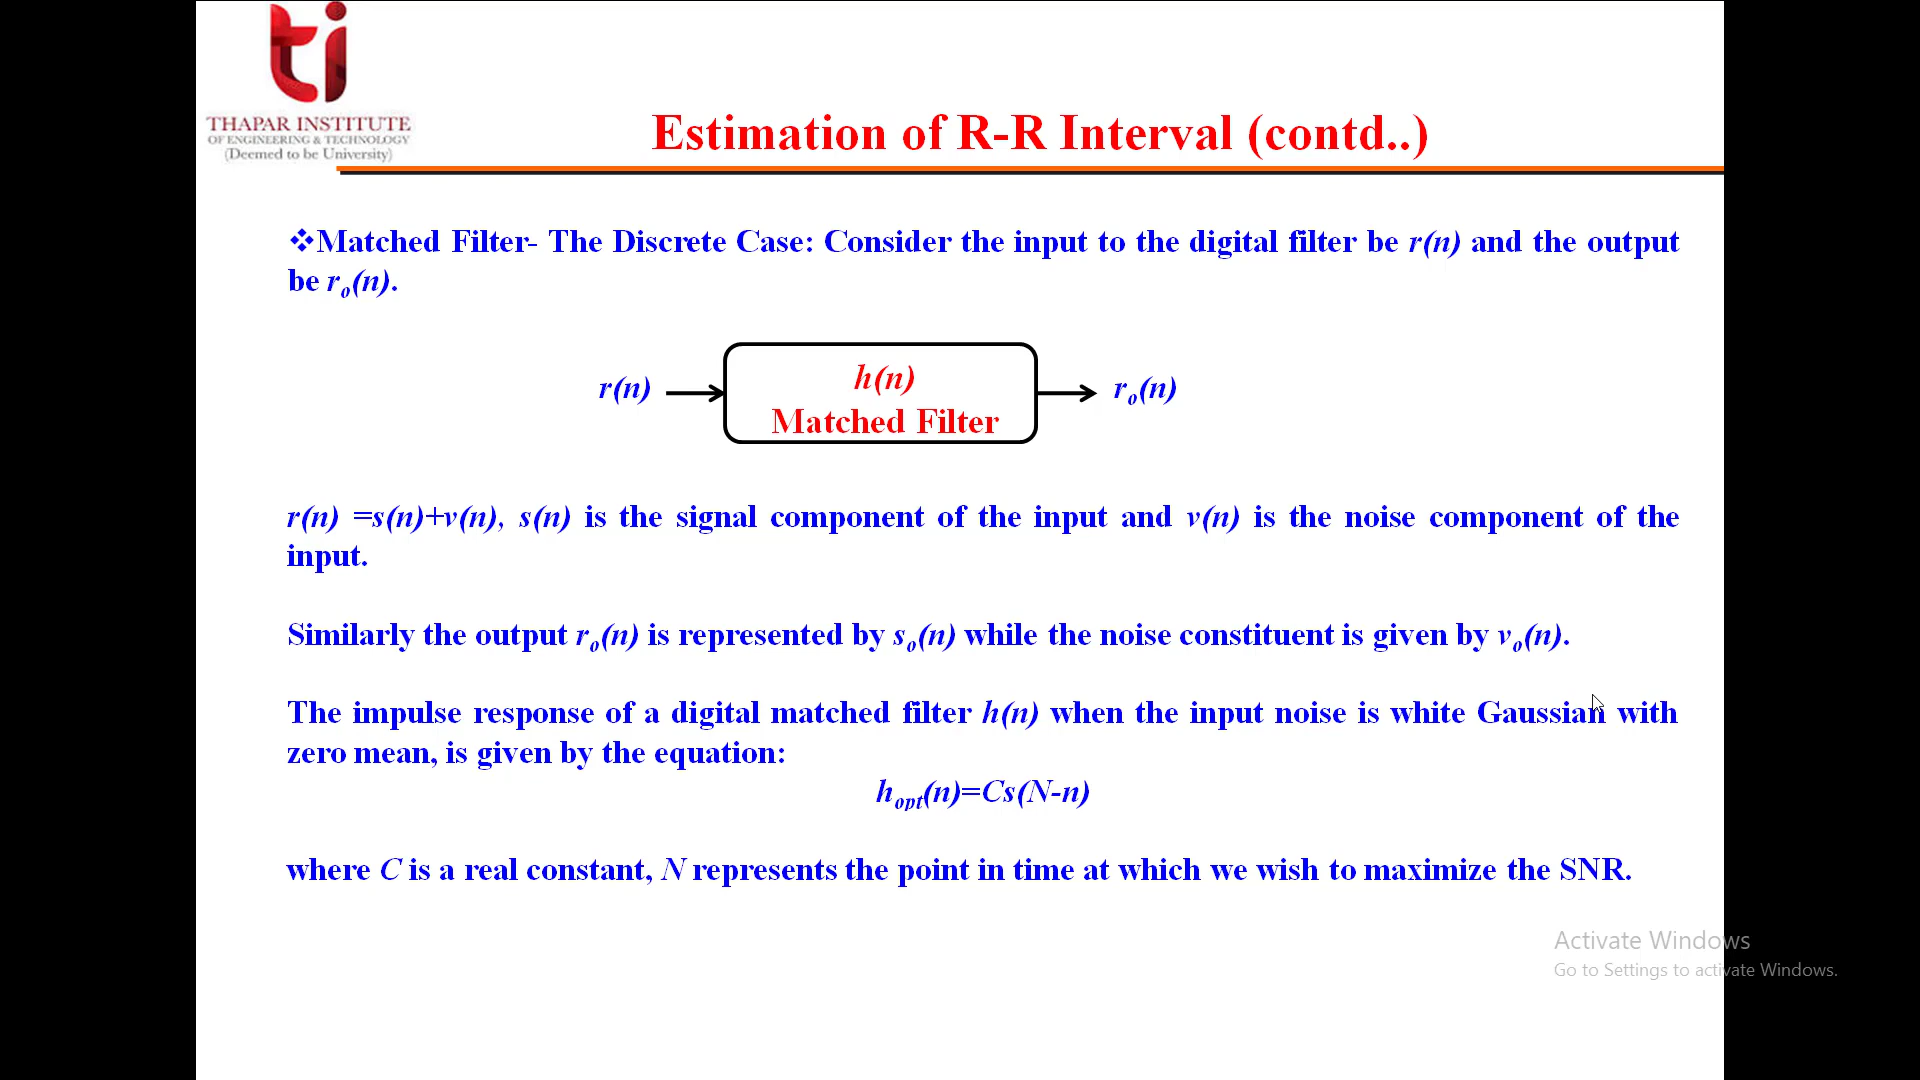 THAPAR INSTITUTE
OF ENGINEERING & TECHNOLOGY
(Deemed to be University)
Estimation of R-R Interval (contd..)
❖Matched Filter- The Discrete Case: Consider the input to the digital filter be r(n) and the output
be rₒ(n).
r(n)
h(n)
Matched Filter
rₒ(n)
r(n) =s(n)+v(n), s(n) is the signal component of the input and v(n) is the noise component of the
input.
Similarly the output rₒ(n) is represented by sₒ(n) while the noise constituent is given by vₒ(n).
The impulse response of a digital matched filter h(n) when the input noise is white Gaussian with
zero mean, is given by the equation:
hₒₚₜ(n)=Cs(N-n)
where C is a real constant, N represents the point in time at which we wish to maximize the SNR.
Activate Windows
Go to Settings to activate Windows.